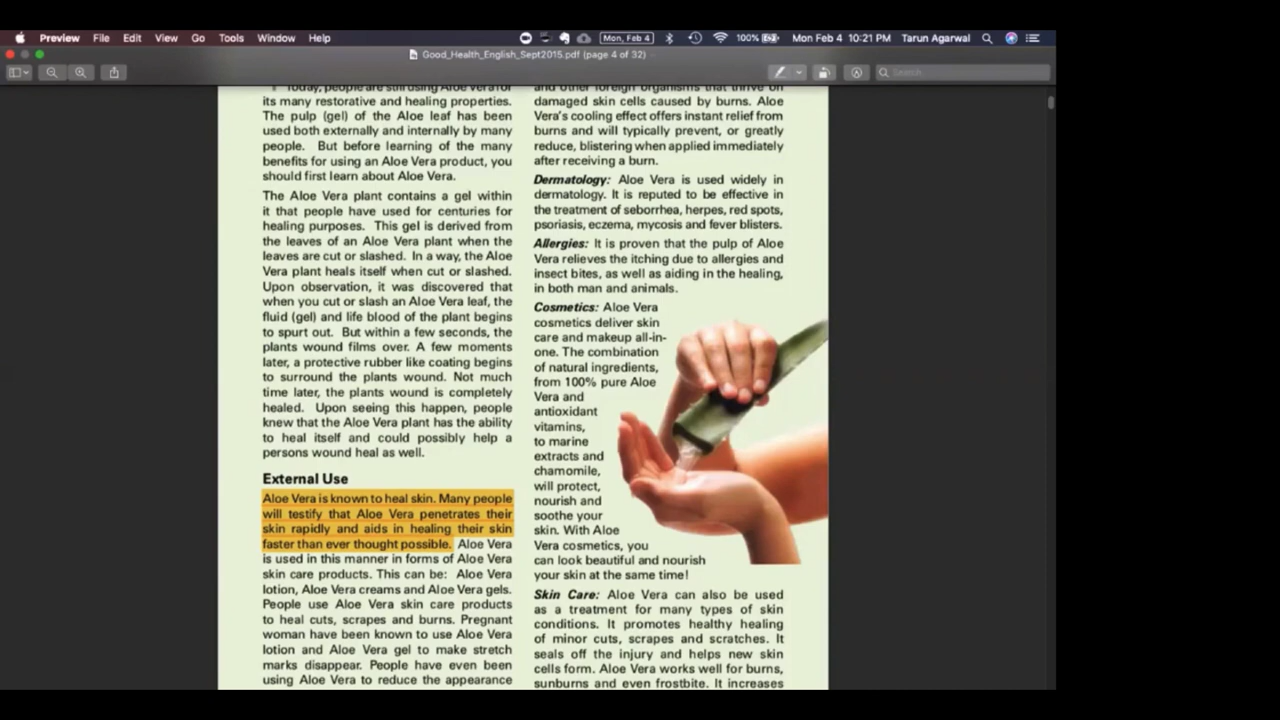 Preview File Edit View Go Tools Window Help Mon, Feb 4 100% Mon Feb 4 10:21 PM Tarun Agarwal
Good_Health_English_Sept2015.pdf (page 4 of 32)
Search
Today, people are still using Aloe Vera for
its many restorative and healing properties.
The pulp (gel) of the Aloe leaf has been
used both externally and internally by many
people. But before learning of the many
benefits for using an Aloe Vera product, you
should first learn about Aloe Vera.
The Aloe Vera plant contains a gel within
it that people have used for centuries for
healing purposes. This gel is derived from
the leaves of an Aloe Vera plant when the
leaves are cut or slashed. In a way, the Aloe
Vera plant heals itself when cut or slashed.
Upon observation, it was discovered that
when you cut or slash an Aloe Vera leaf, the
fluid (gel) and life blood of the plant begins
to spurt out. But within a few seconds, the
plants wound films over. A few moments
later, a protective rubber like coating begins
to surround the plants wound. Not much
time later, the plants wound is completely
healed. Upon seeing this happen, people
knew that the Aloe Vera plant has the ability
to heal itself and could possibly help a
persons wound heal as well.
External Use
Aloe Vera is known to heal skin. Many people
will testify that Aloe Vera penetrates their
skin rapidly and aids in healing their skin
faster than ever thought possible. Aloe Vera
is used in this manner in forms of Aloe Vera
skin care products. This can be: Aloe Vera
lotion, Aloe Vera creams and Aloe Vera gels.
People use Aloe Vera skin care products
to heal cuts, scrapes and burns. Pregnant
woman have been known to use Aloe Vera
lotion and Aloe Vera gel to make stretch
marks disappear. People have even been
using Aloe Vera to reduce the appearance
and other foreign organisms that thrive on
damaged skin cells caused by burns. Aloe
Vera's cooling effect offers instant relief from
burns and will typically prevent, or greatly
reduce, blistering when applied immediately
after receiving a burn.
Dermatology: Aloe Vera is used widely in
dermatology. It is reputed to be effective in
the treatment of seborrhea, herpes, red spots,
psoriasis, eczema, mycosis and fever blisters.
Allergies: It is proven that the pulp of Aloe
Vera relieves the itching due to allergies and
insect bites, as well as aiding in the healing,
in both man and animals.
Cosmetics: Aloe Vera
cosmetics deliver skin
care and makeup all-in-
one. The combination
of natural ingredients,
from 100% pure Aloe
Vera and
antioxidant
vitamins,
to marine
extracts and
chamomile,
will protect,
nourish and
soothe your
skin. With Aloe
Vera cosmetics, you
can look beautiful and nourish
your skin at the same time!
Skin Care: Aloe Vera can also be used
as a treatment for many types of skin
conditions. It promotes healthy healing
of minor cuts, scrapes and scratches. It
seals off the injury and helps new skin
cells form. Aloe Vera works well for burns,
sunburns and even frostbite. It increases